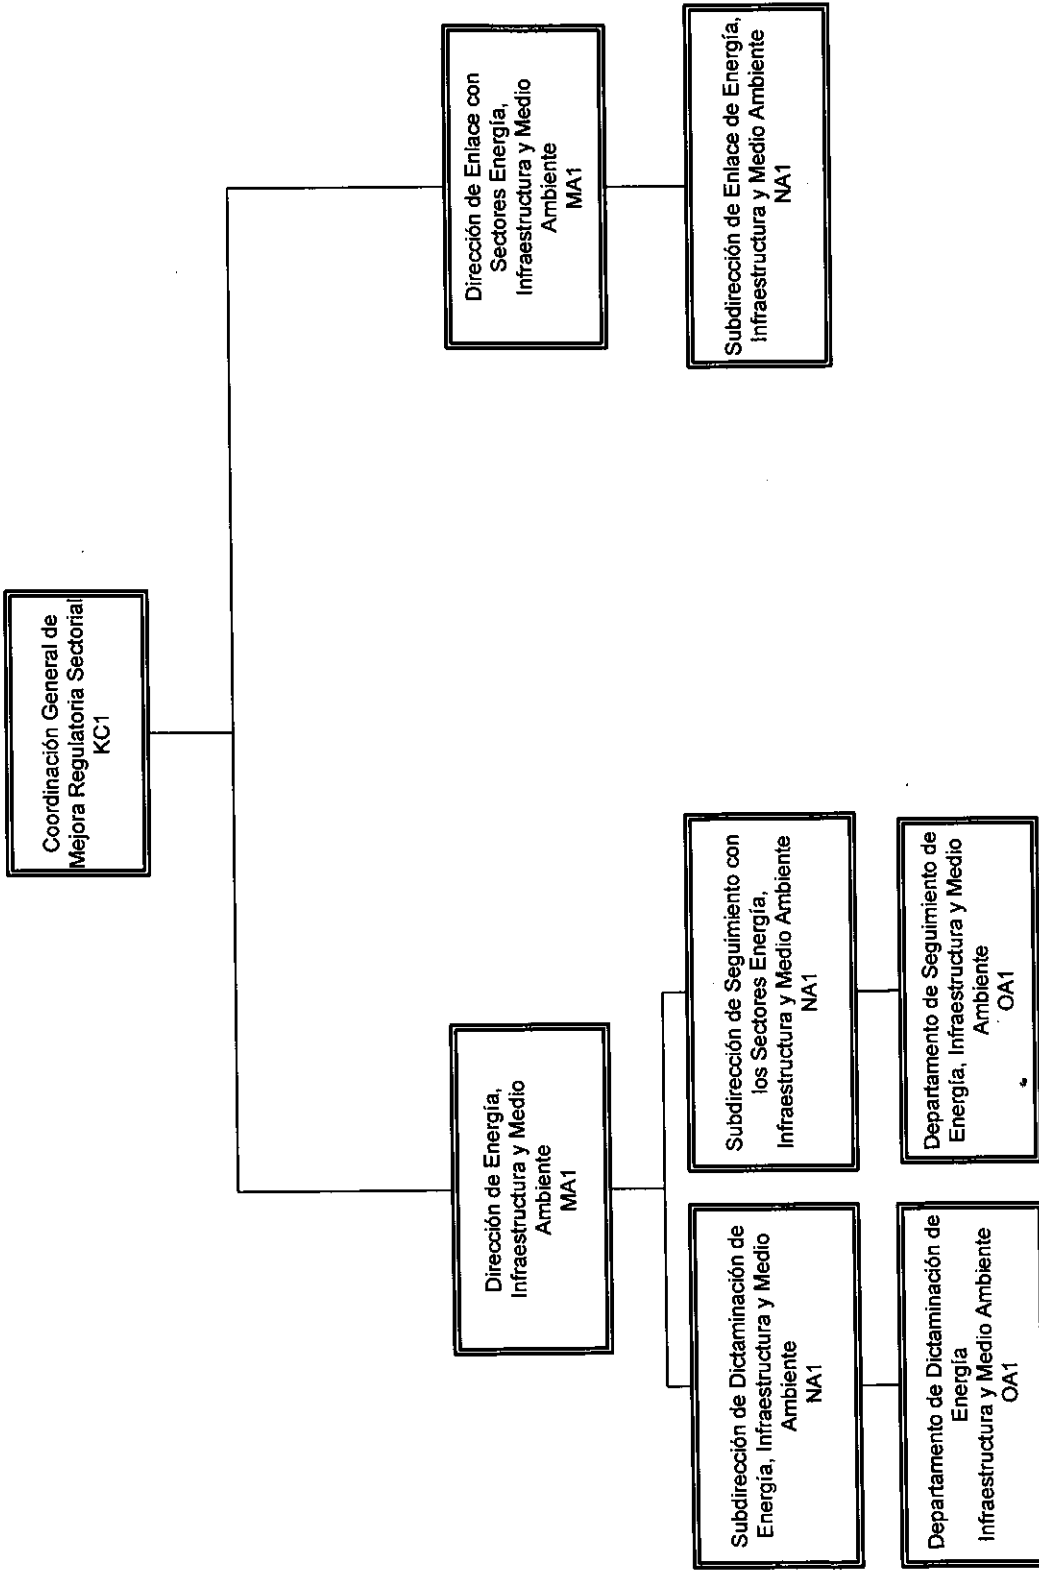 Coordinación General de
Mejora Regulatoria Sectorial
KC1
Dirección de Energía,
Infraestructura y Medio
Ambiente
MA1
Dirección de Enlace con
Sectores Energía,
Infraestructura y Medio
Ambiente
MA1
Subdirección de Dictaminación de
Energía, Infraestructura y Medio
Ambiente
NA1
Subdirección de Seguimiento con
los Sectores Energía,
Infraestructura y Medio Ambiente
NA1
Subdirección de Enlace de Energía,
Infraestructura y Medio Ambiente
NA1
Departamento de Dictaminación de
Energía
Infraestructura y Medio Ambiente
OA1
Departamento de Seguimiento de
Energía, Infraestructura y Medio
Ambiente
OA1